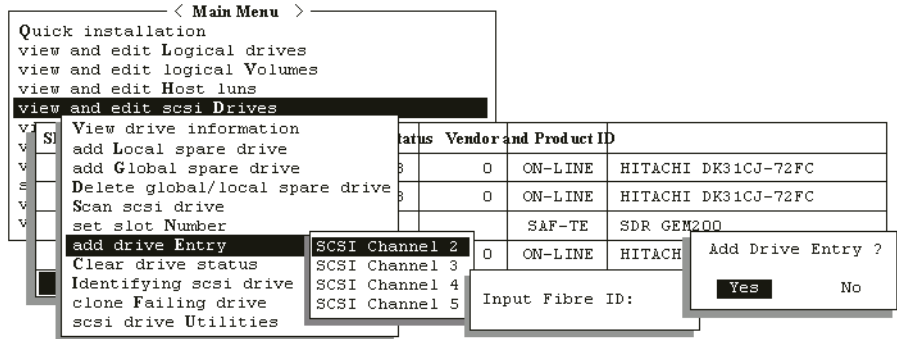 < Main Menu >
Quick installation
view and edit Logical drives
view and edit logical Volumes
view and edit Host luns
view and edit scsi Drives
View drive information
add Local spare drive
add Global spare drive
Delete global/local spare drive
Scan scsi drive
set slot Number
add drive Entry
Clear drive status
Identifying scsi drive
clone Failing drive
scsi drive Utilities
SCSI Channel 2
SCSI Channel 3
SCSI Channel 4
SCSI Channel 5
Vendor and Product ID
0 ON-LINE HITACHI DK31CJ-72FC
0 ON-LINE HITACHI DK31CJ-72FC
SAF-TE SDR GEM200
0 ON-LINE HITACH
Input Fibre ID:
Add Drive Entry ?
Yes No